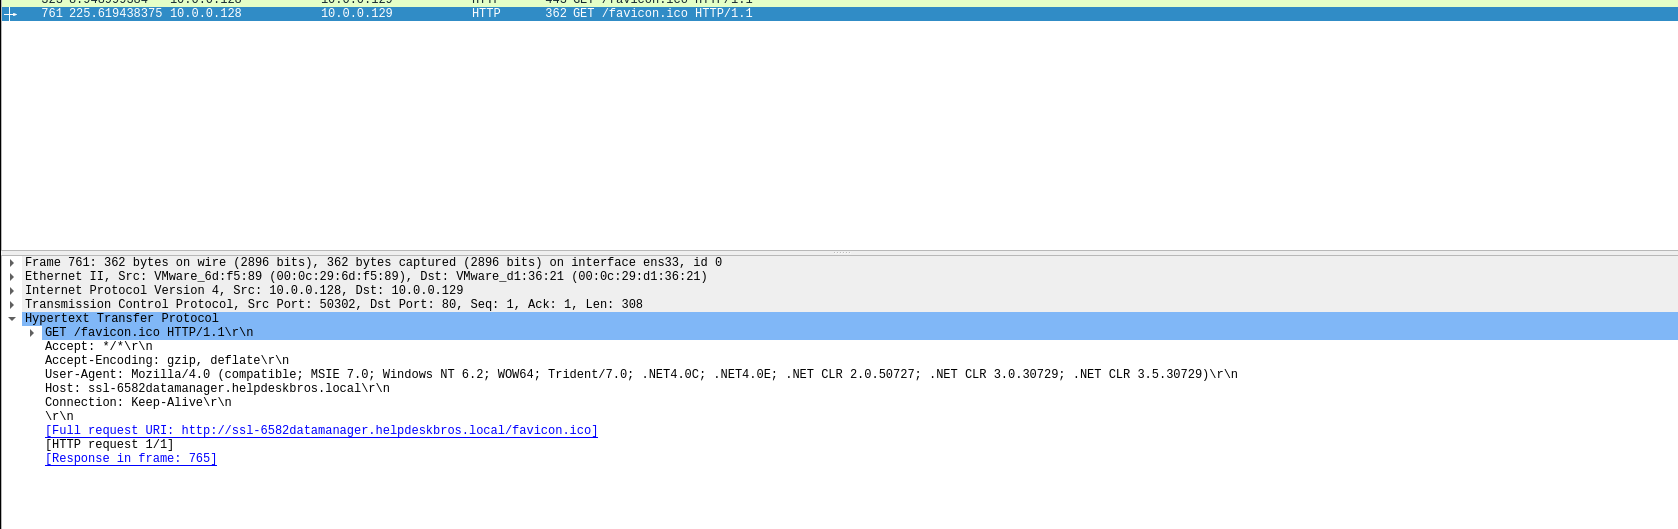 323 8.948999384 10.0.0.128 10.0.0.129 HTTP 443 GET /favicon.ico HTTP/1.1
761 225.619438375 10.0.0.128 10.0.0.129 HTTP 362 GET /favicon.ico HTTP/1.1
Frame 761: 362 bytes on wire (2896 bits), 362 bytes captured (2896 bits) on interface ens33, id 0
Ethernet II, Src: VMware_6d:f5:89 (00:0c:29:6d:f5:89), Dst: VMware_d1:36:21 (00:0c:29:d1:36:21)
Internet Protocol Version 4, Src: 10.0.0.128, Dst: 10.0.0.129
Transmission Control Protocol, Src Port: 50302, Dst Port: 80, Seq: 1, Ack: 1, Len: 308
Hypertext Transfer Protocol
GET /favicon.ico HTTP/1.1\r\n
Accept: */*\r\n
Accept-Encoding: gzip, deflate\r\n
User-Agent: Mozilla/4.0 (compatible; MSIE 7.0; Windows NT 6.2; WOW64; Trident/7.0; .NET4.0C; .NET4.0E; .NET CLR 2.0.50727; .NET CLR 3.0.30729; .NET CLR 3.5.30729)\r\n
Host: ssl-6582datamanager.helpdeskbros.local\r\n
Connection: Keep-Alive\r\n
\r\n
[Full request URI: http://ssl-6582datamanager.helpdeskbros.local/favicon.ico]
[HTTP request 1/1]
[Response in frame: 765]